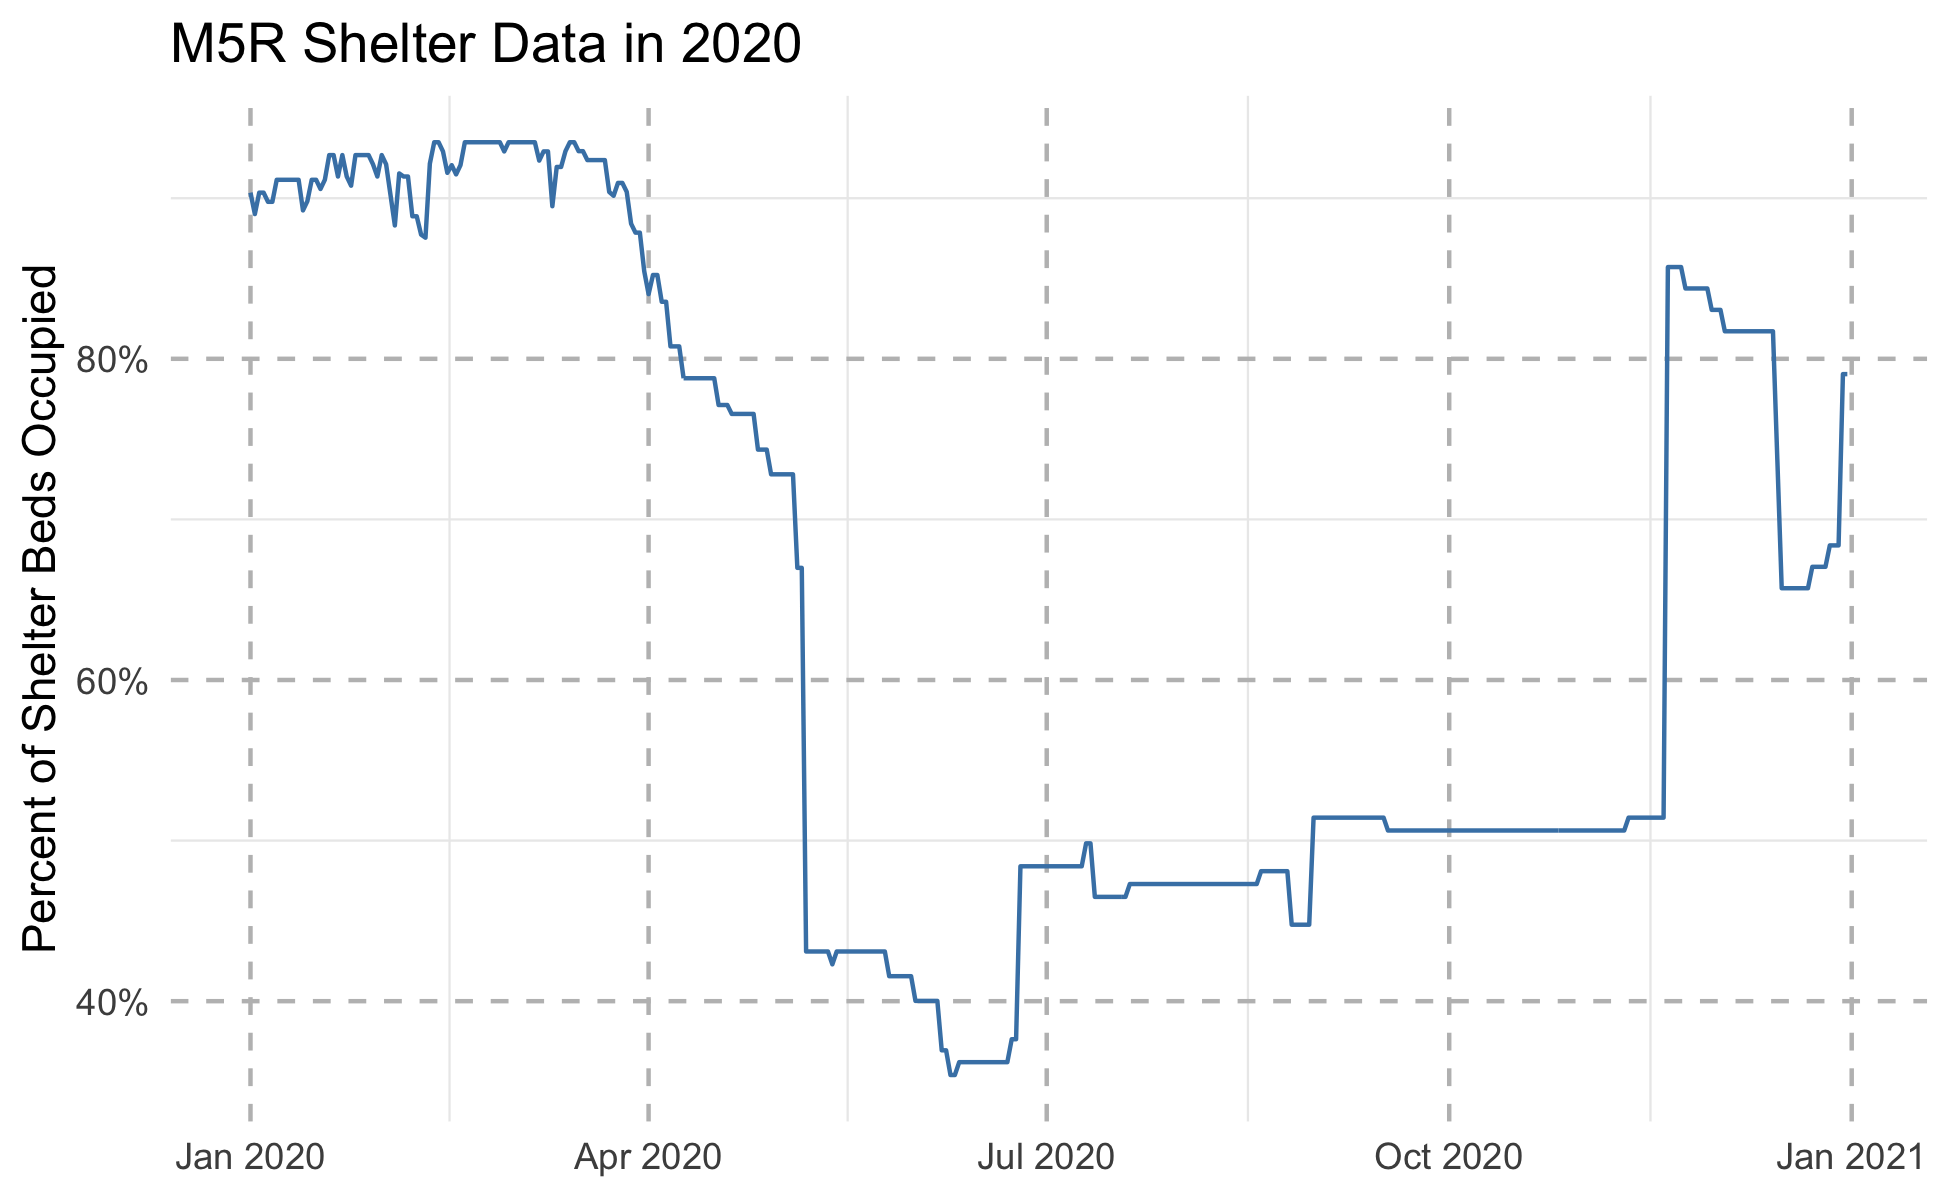 M5R Shelter Data in 2020
Percent of Shelter Beds Occupied
80%
60%
40%
Jan 2020
Apr 2020
Jul 2020
Oct 2020
Jan 2021